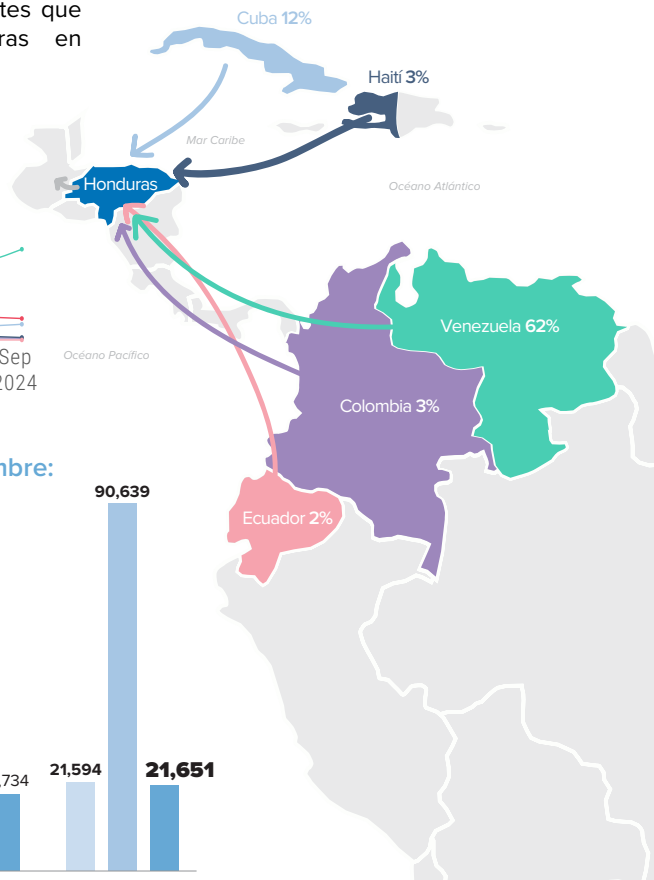 tes que
ras en
Cuba 12%
Haití 3%
Mar Caribe
Honduras
Océano Atlántico
Venezuela 62%
Sep
2024
Océano Pacífico
Colombia 3%
mbre:
90,639
Ecuador 2%
,734
21,594
21,651